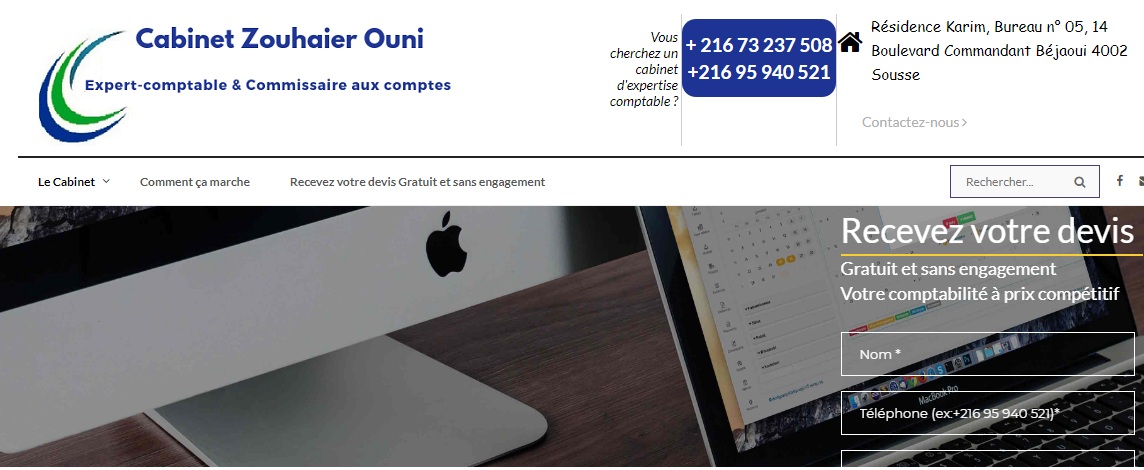 Cabinet Zouhaier Ouni
Expert-comptable & Commissaire aux comptes
Vous
cherchez un
cabinet
d'expertise
comptable ?
+ 216 73 237 508
+216 95 940 521
Résidence Karim, Bureau n° 05, 14
Boulevard Commandant Béjaoui 4002
Sousse
Contactez-nous
Le Cabinet
Comment ça marche
Recevez votre devis Gratuit et sans engagement
Rechercher...
Recevez votre devis
Gratuit et sans engagement
Votre comptabilité à prix compétitif
Nom *
MacBook Pro
Téléphone (ex:+216 95 940 521)*